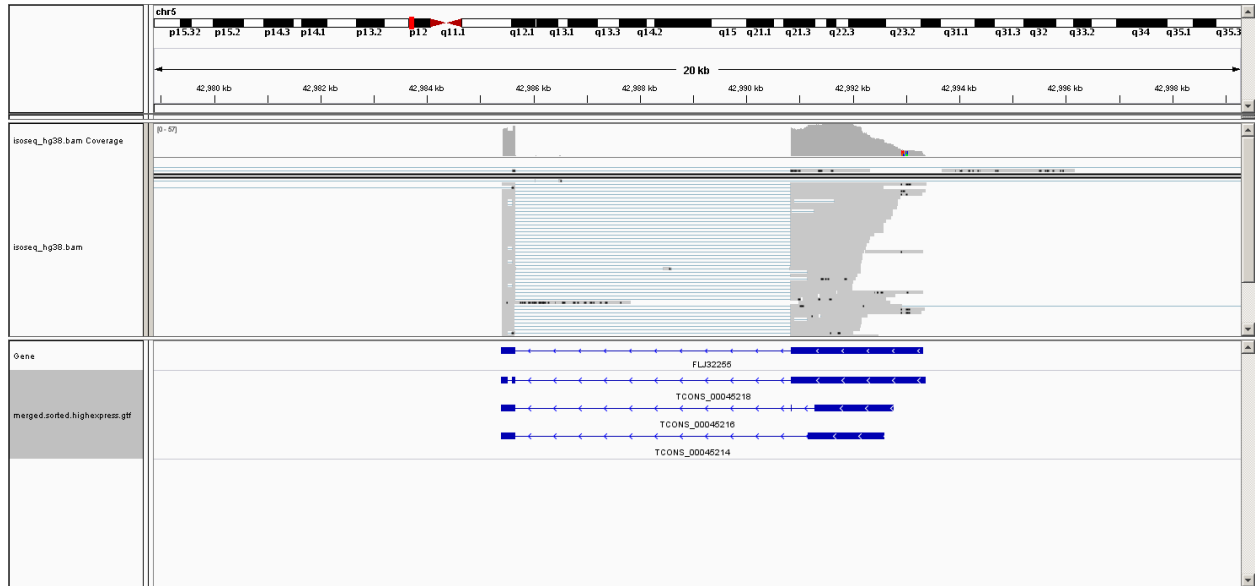 chr5
p15.32 p15.2 p14.3 p14.1 p13.2 p12 q11.1 q12.1 q13.1 q13.3 q14.2 q15 q21.1 q21.3 q22.3 q23.2 q31.1 q31.3 q32 q33.2 q34 q35.1 q35.3
20 kb
42,980 kb 42,982 kb 42,984 kb 42,986 kb 42,988 kb 42,990 kb 42,992 kb 42,994 kb 42,996 kb 42,998 kb
[0 - 57]
isoseq_hg38.bam Coverage
isoseq_hg38.bam
Gene
FLJ32255
TCONS_00045218
merged.sorted.highexpress.gtf
TCONS_00045216
TCONS_00045214